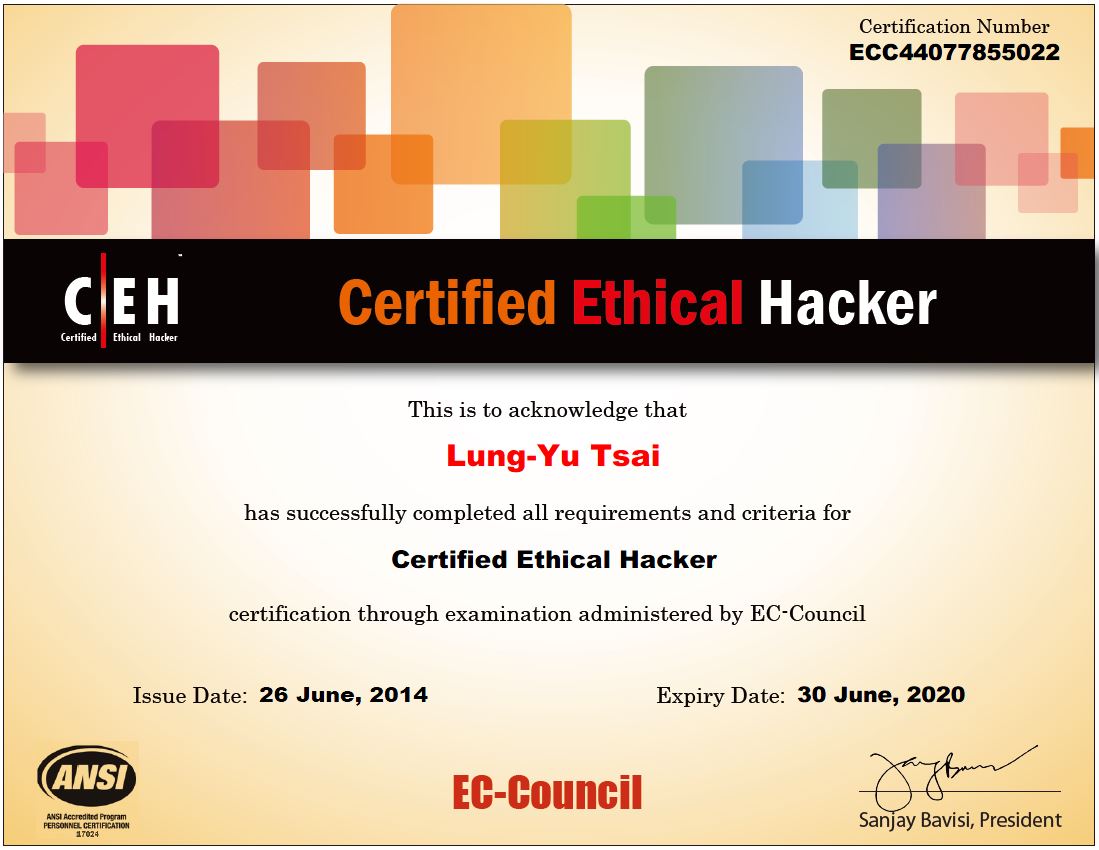 Certification Number
ECC44077855022
C EH
™
Certified Ethical Hacker
Certified Ethical Hacker
This is to acknowledge that
Lung-Yu Tsai
has successfully completed all requirements and criteria for
Certified Ethical Hacker
certification through examination administered by EC-Council
Issue Date: 26 June, 2014 Expiry Date: 30 June, 2020
ANSI
ANSI Accredited Program
PERSONNEL CERTIFICATION
17024
EC-Council
Sanjay Bavisi, President